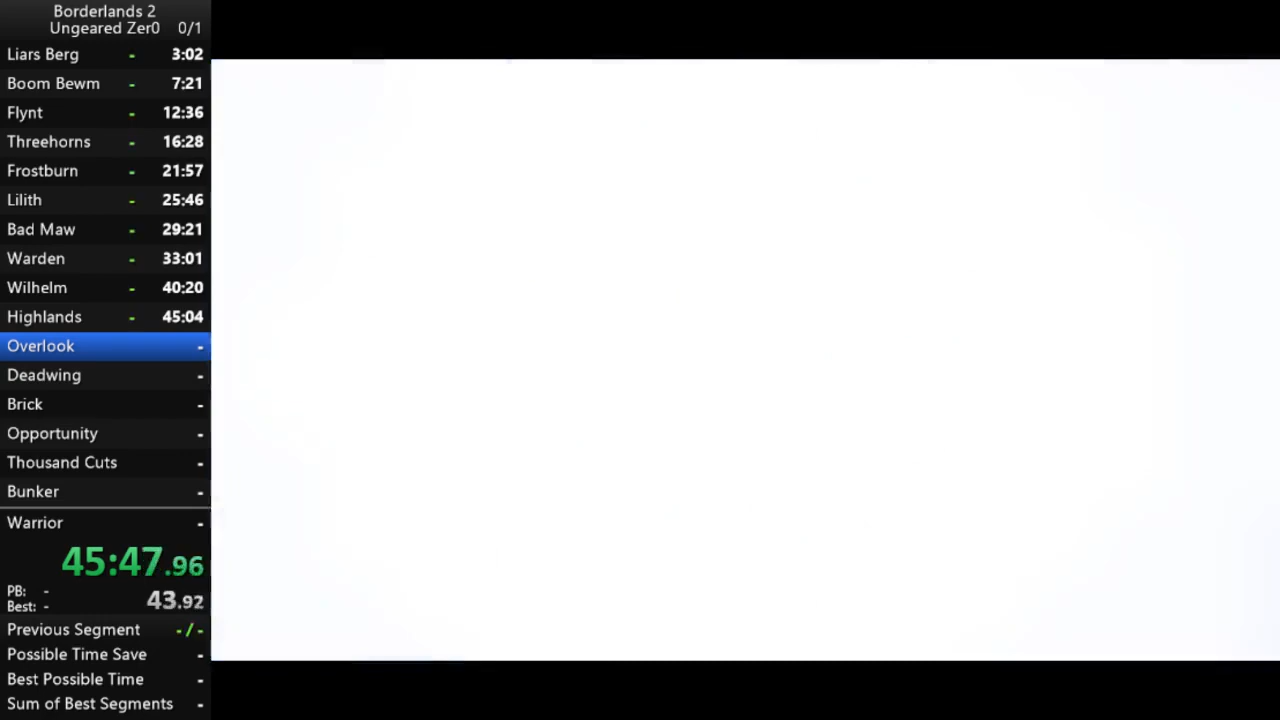 Borderlands 2
Ungeared Zer0 0/1
Liars Berg - 3:02
Boom Bewm - 7:21
Flynt - 12:36
Threehorns - 16:28
Frostburn - 21:57
Lilith - 25:46
Bad Maw - 29:21
Warden - 33:01
Wilhelm - 40:20
Highlands - 45:04
Overlook -
Deadwing -
Brick -
Opportunity -
Thousand Cuts -
Bunker -
Warrior -
45:47.96
PB: -
Best: - 43.92
Previous Segment - / -
Possible Time Save -
Best Possible Time -
Sum of Best Segments -